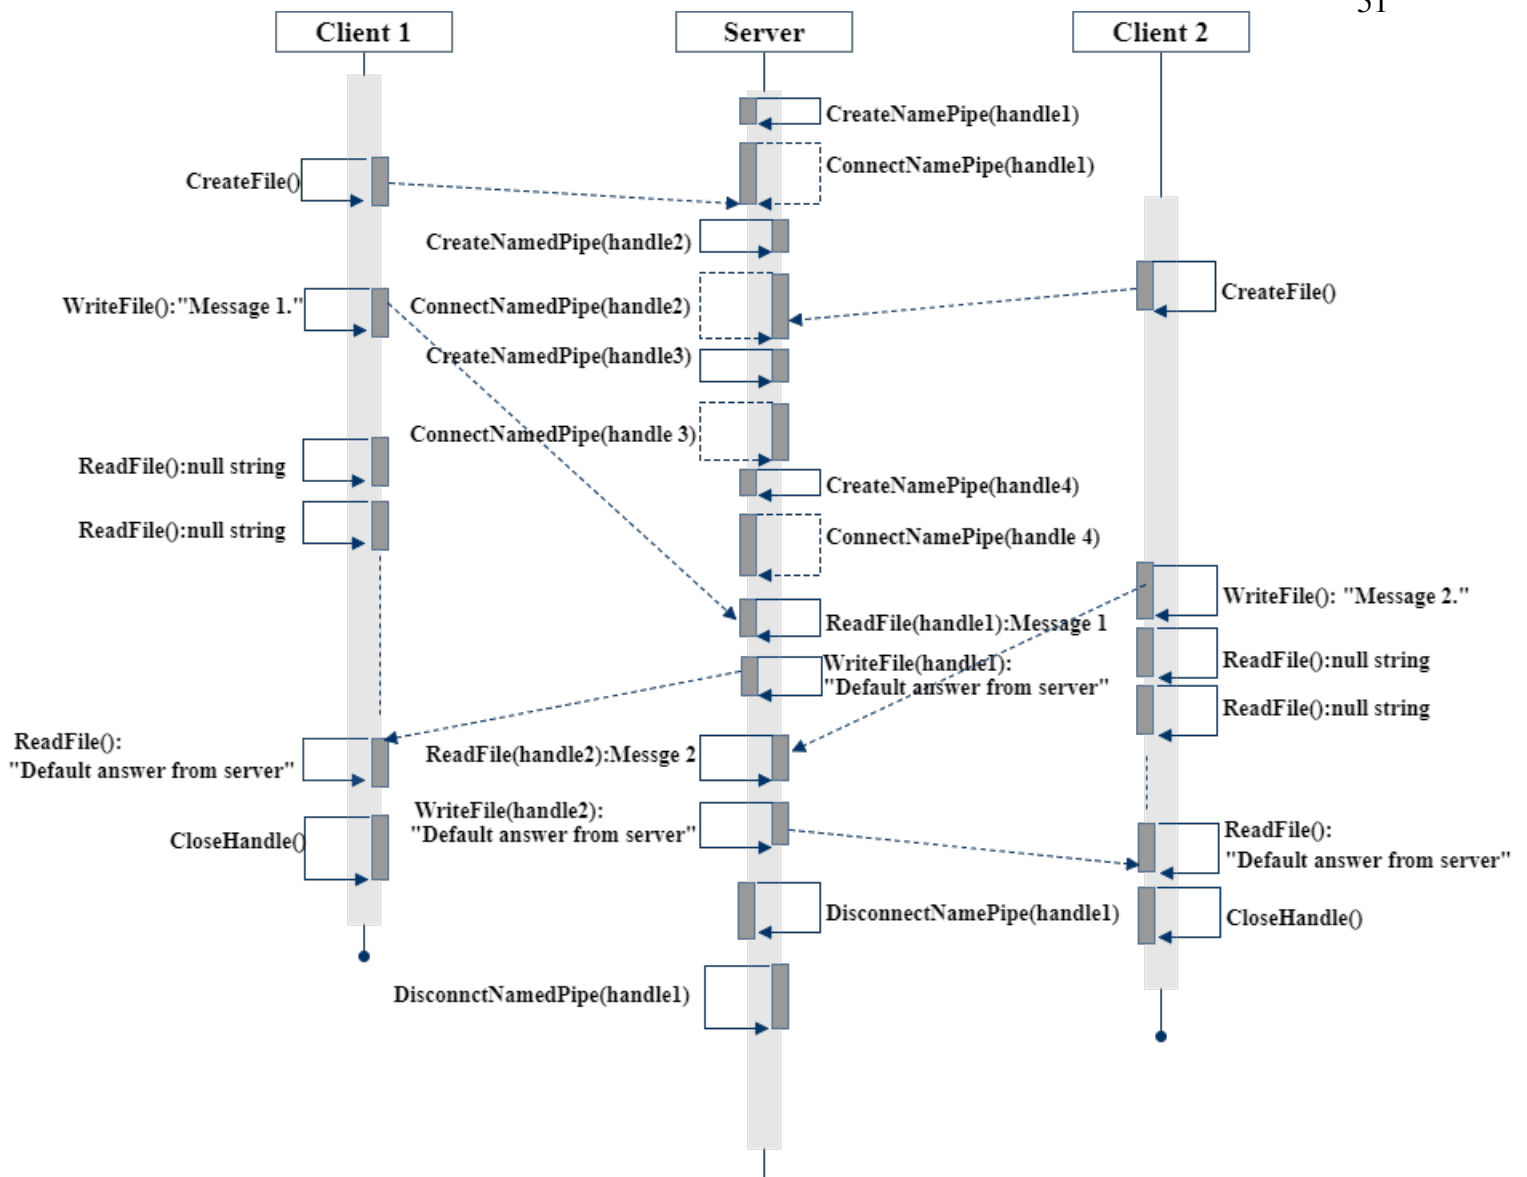 51
Client 1
Server
Client 2
CreateNamePipe(handle1)
ConnectNamePipe(handle1)
CreateFile()
CreateNamedPipe(handle2)
CreateFile()
WriteFile():"Message 1."
ConnectNamedPipe(handle2)
CreateNamedPipe(handle3)
ConnectNamedPipe(handle 3)
ReadFile():null string
CreateNamePipe(handle4)
ReadFile():null string
ConnectNamePipe(handle 4)
WriteFile(): "Message 2."
ReadFile(handle1):Message 1
ReadFile():null string
WriteFile(handle1):
"Default answer from server"
ReadFile():null string
ReadFile():
"Default answer from server"
ReadFile(handle2):Messge 2
WriteFile(handle2):
"Default answer from server"
ReadFile():
"Default answer from server"
CloseHandle()
DisconnectNamePipe(handle1)
CloseHandle()
DisconnctNamedPipe(handle1)